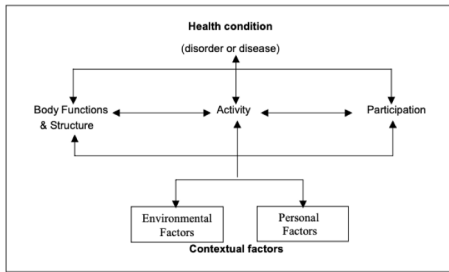 Health condition
(disorder or disease)
Body Functions
& Structure
Activity
Participation
Environmental
Factors
Personal
Factors
Contextual factors